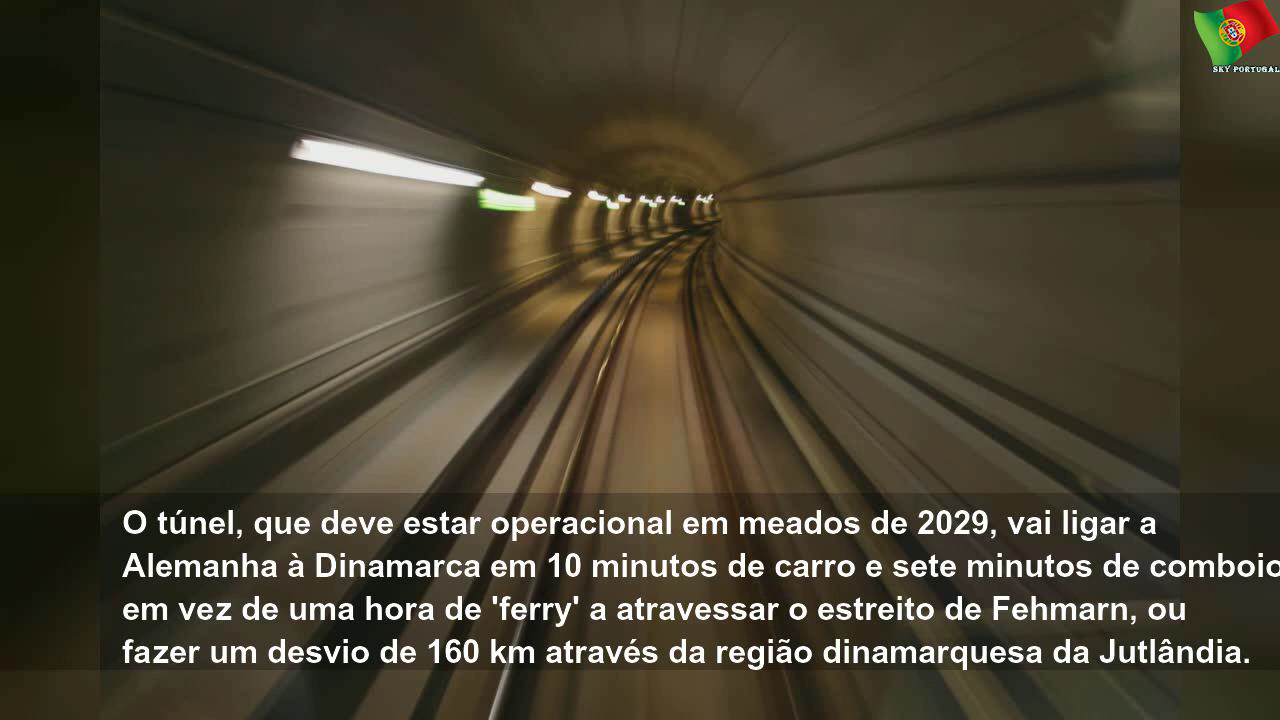 SKY PORTUGAL
O túnel, que deve estar operacional em meados de 2029, vai ligar a
Alemanha à Dinamarca em 10 minutos de carro e sete minutos de comboio
em vez de uma hora de 'ferry' a atravessar o estreito de Fehmarn, ou
fazer um desvio de 160 km através da região dinamarquesa da Jutlândia.